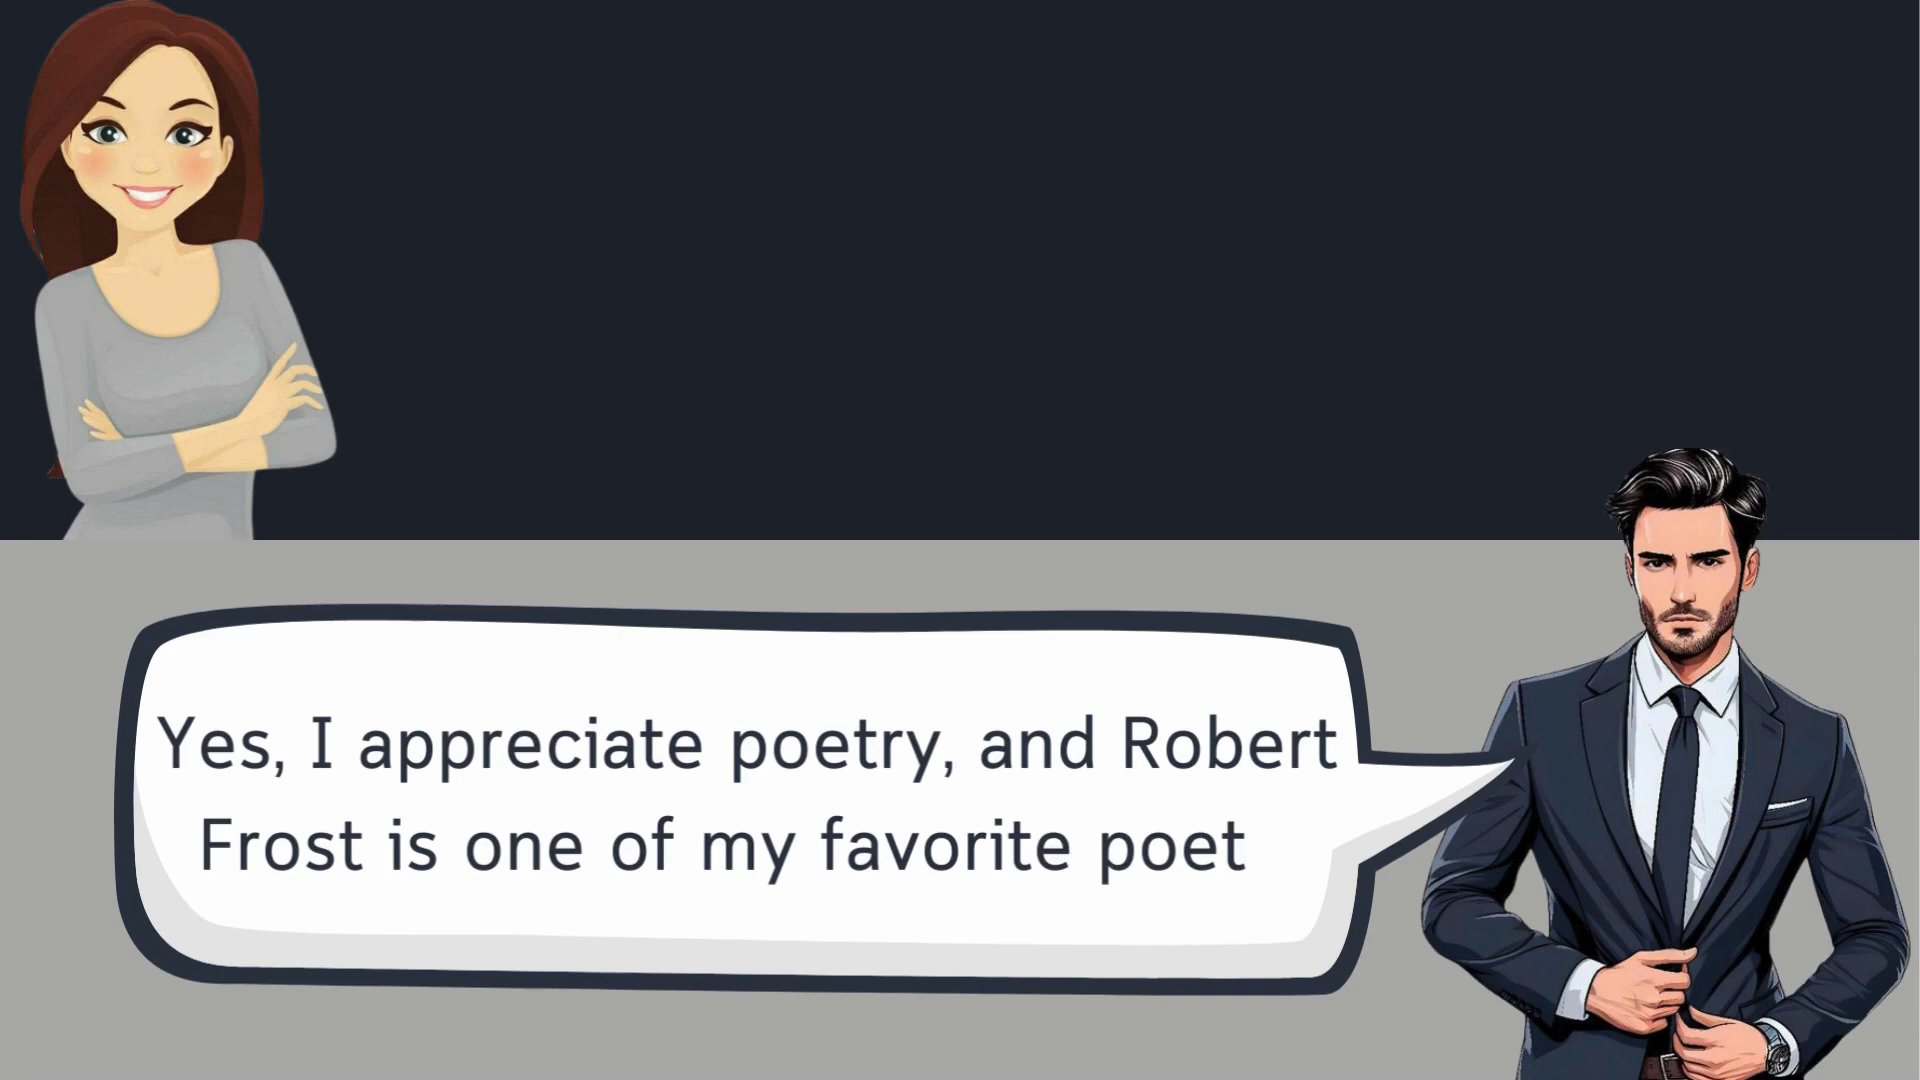 Yes, I appreciate poetry, and Robert
Frost is one of my favorite poet